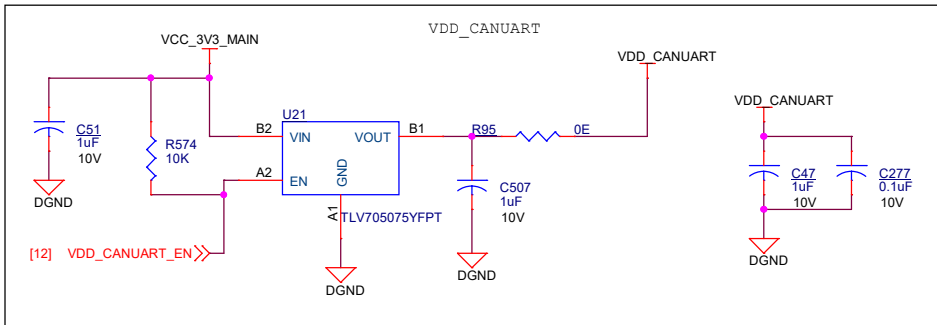 VDD_CANUART
VCC_3V3_MAIN
VDD_CANUART
VDD_CANUART
C51
1uF
10V
DGND
R574
10K
U21
B2
VIN
VOUT
B1
A2
EN
GND
A1
TLV705075YFPT
DGND
R95
0E
C507
1uF
10V
DGND
[12] VDD_CANUART_EN
C47
1uF
10V
C277
0.1uF
10V
DGND